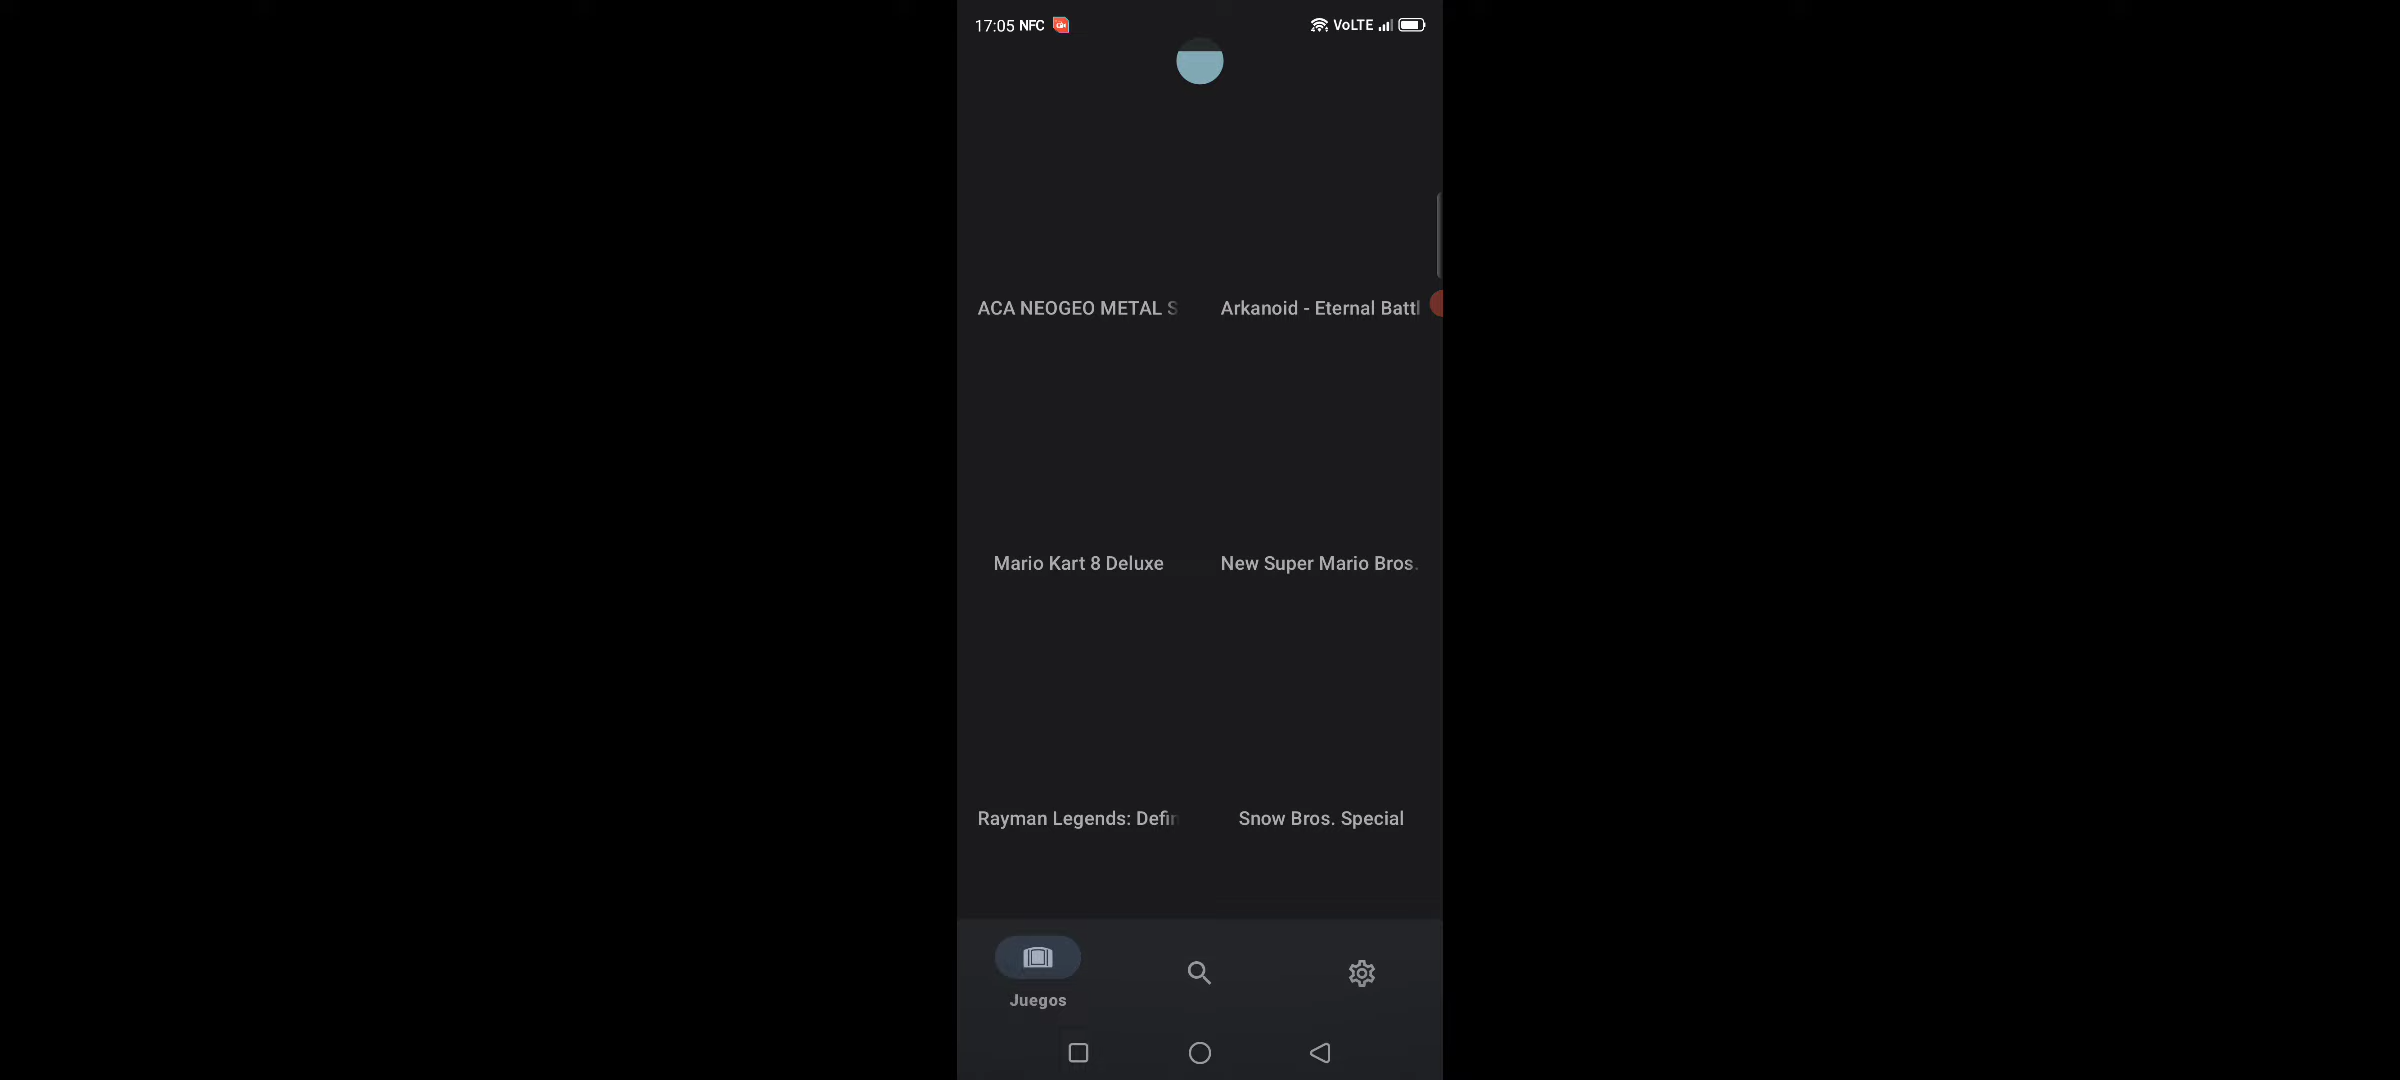 17:05 NFC VoLTE
ACA NEOGEO METAL S
Arkanoid - Eternal Battl
Mario Kart 8 Deluxe
New Super Mario Bros.
Rayman Legends: Defin
Snow Bros. Special
Juegos